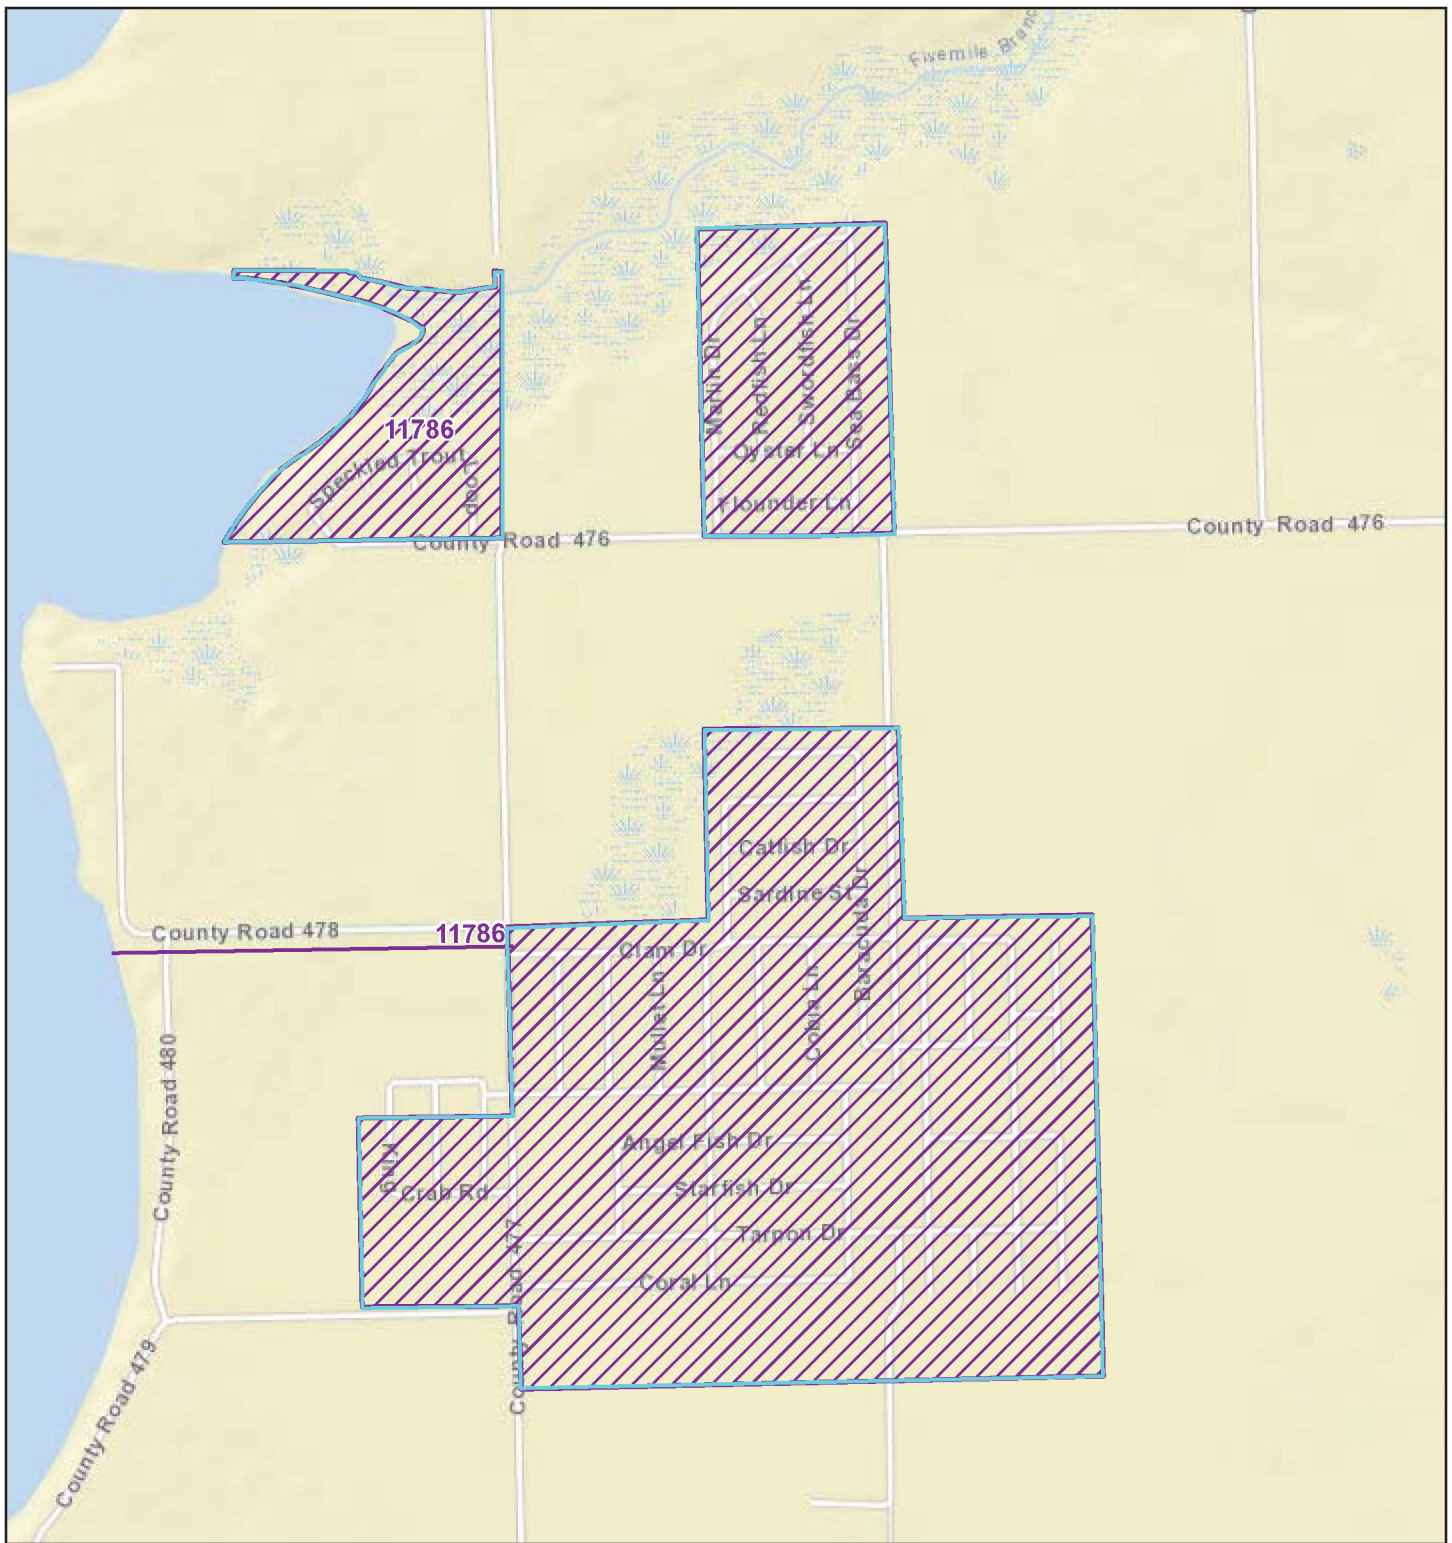 Fivemile Branc
Marlin Dr
Redfish Ln
Swordfish Ln
Sea Bass Dr
11786
Speckled Trout
Loop
Oyster Ln
Flounder Ln
County Road 476
County Road 476
Catfish Dr
Sardine St
Baracuda Dr
County Road 478
11786
Clam Dr
Mullet Ln
Cobia Ln
County Road 480
King
Crab Rd
Angel Fish Dr
Starfish Dr
Tarpon Dr
Coral Ln
County Road 477
County Road 479